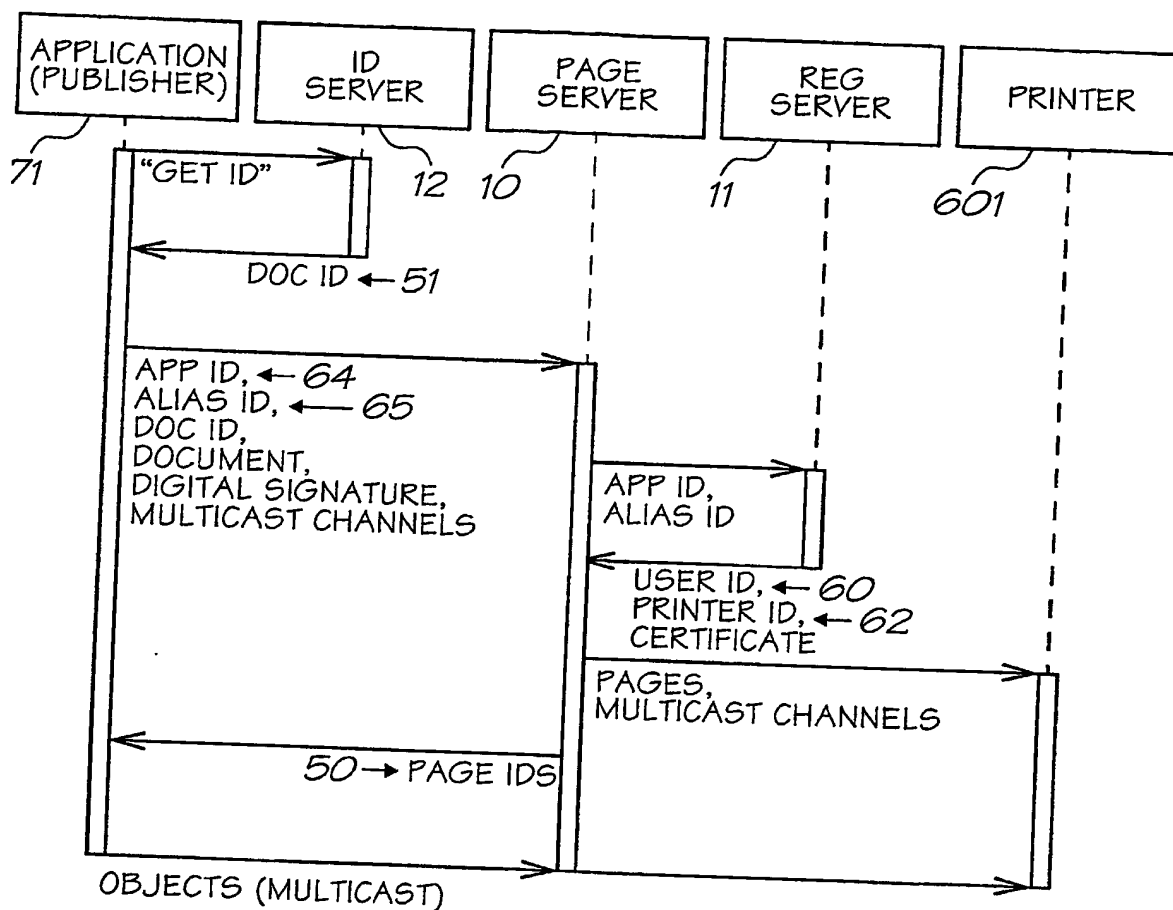 APPLICATION
(PUBLISHER)
ID
SERVER
PAGE
SERVER
REG
SERVER
PRINTER
71
12
10
11
601
“GET ID”
DOC ID ← 51
APP ID, ← 64
ALIAS ID, ← 65
DOC ID,
DOCUMENT,
DIGITAL SIGNATURE,
MULTICAST CHANNELS
APP ID,
ALIAS ID
USER ID, ← 60
PRINTER ID, ← 62
CERTIFICATE
PAGES,
MULTICAST CHANNELS
50 → PAGE IDS
OBJECTS (MULTICAST)